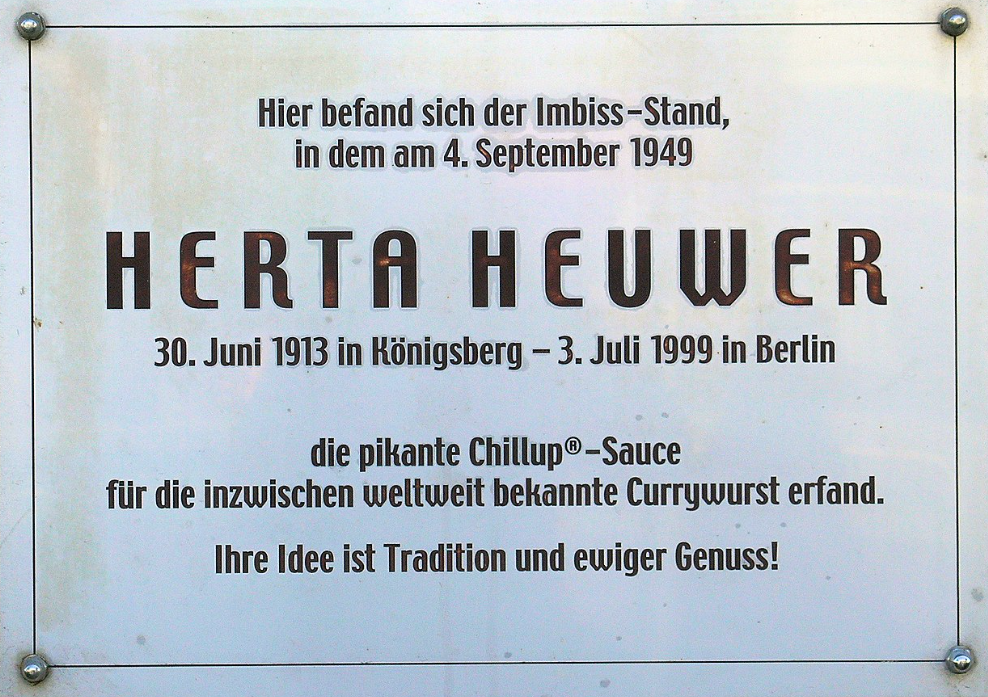 Hier befand sich der Imbiss-Stand,
in dem am 4. September 1949
HERTA HEUWER
30. Juni 1913 in Königsberg – 3. Juli 1999 in Berlin
die pikante Chillup®-Sauce
für die inzwischen weltweit bekannte Currywurst erfand.
Ihre Idee ist Tradition und ewiger Genuss!